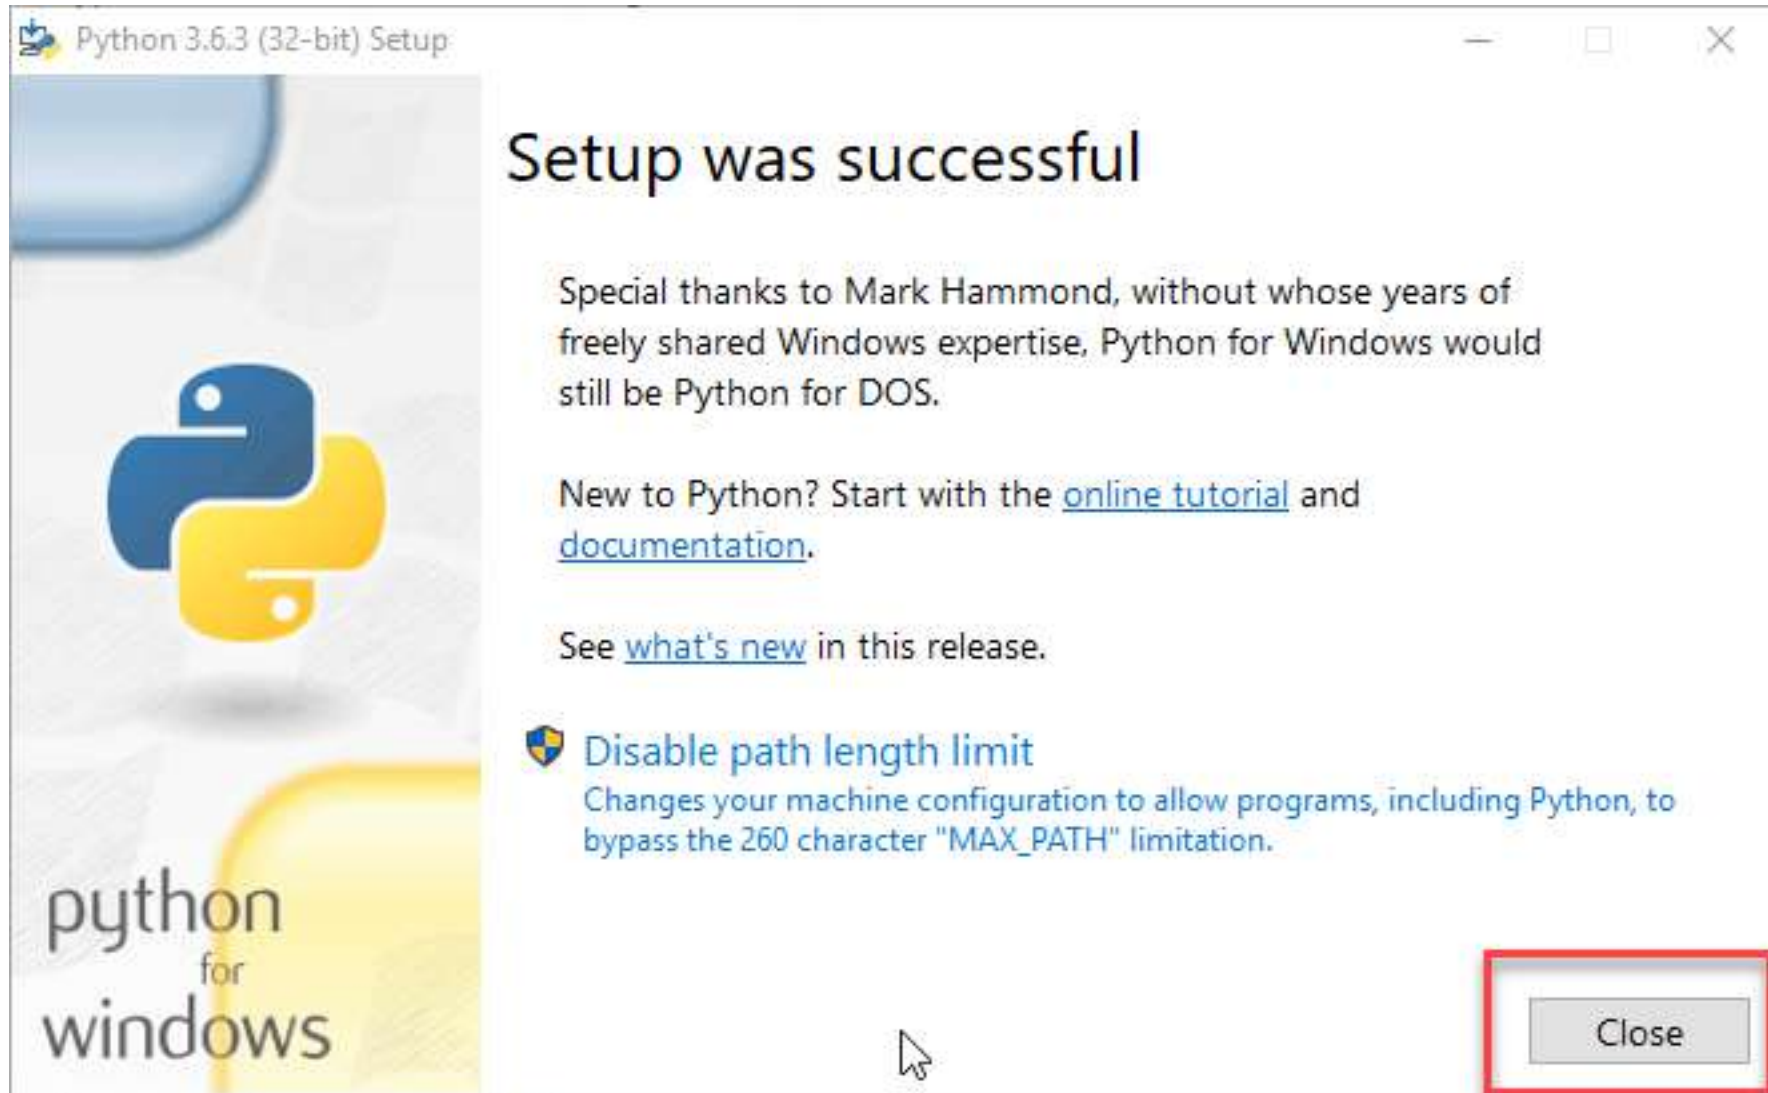 Python 3.6.3 (32-bit) Setup
Setup was successful
Special thanks to Mark Hammond, without whose years of
freely shared Windows expertise, Python for Windows would
still be Python for DOS.
New to Python? Start with the online tutorial and
documentation.
See what's new in this release.
Disable path length limit
Changes your machine configuration to allow programs, including Python, to
bypass the 260 character "MAX_PATH" limitation.
python
for
windows
Close